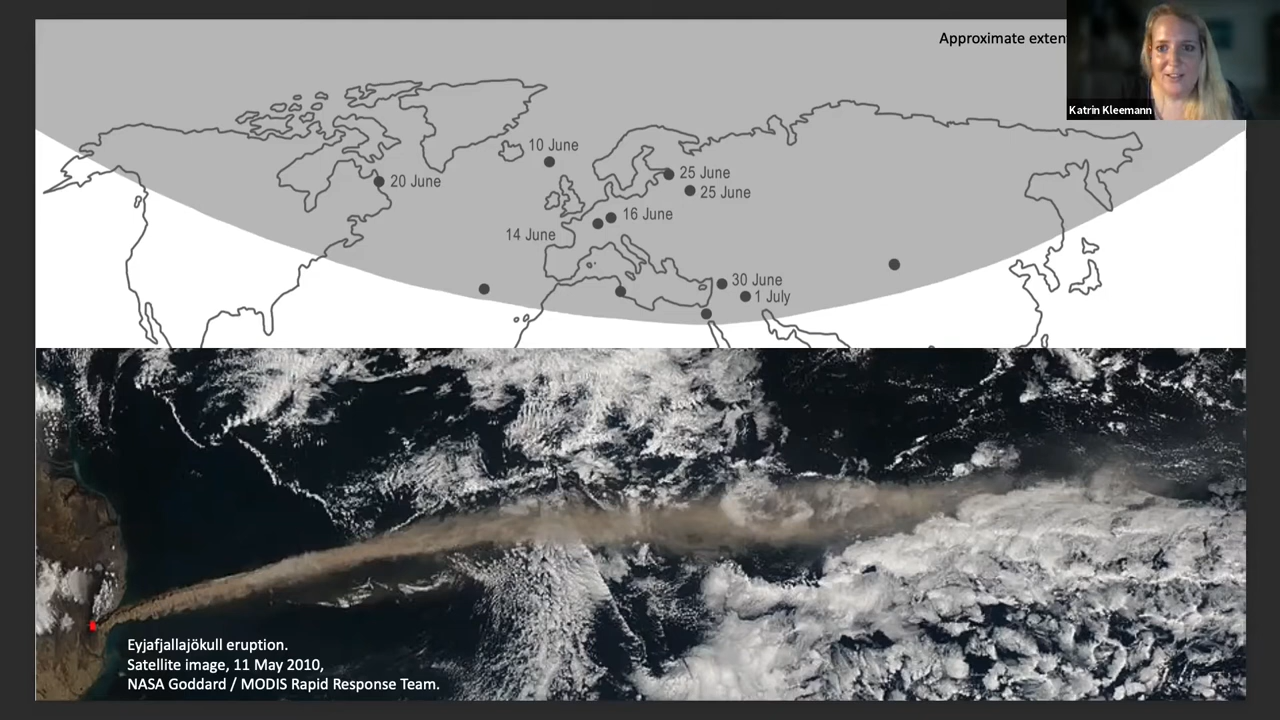 Approximate exten
Katrin Kleemann
10 June
20 June
25 June
25 June
16 June
14 June
30 June
1 July
Eyjafjallajökull eruption.
Satellite image, 11 May 2010,
NASA Goddard / MODIS Rapid Response Team.